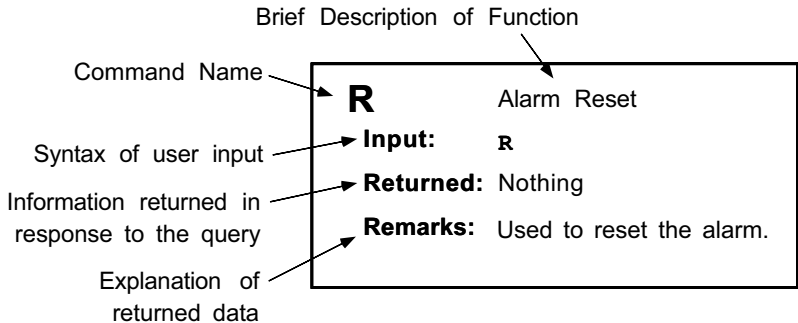 Brief Description of Function
Command Name
R Alarm Reset
Input: R
Syntax of user input
Returned: Nothing
Information returned in
response to the query
Remarks: Used to reset the alarm.
Explanation of
returned data